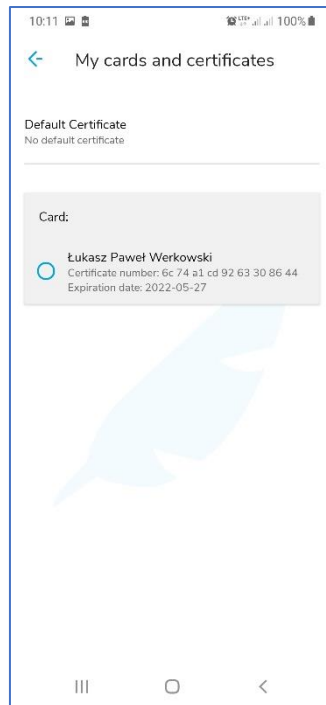 10:11 100%
My cards and certificates
Default Certificate
No default certificate
Card:
Łukasz Paweł Werkowski
Certificate number: 6c 74 a1 cd 92 63 30 86 44
Expiration date: 2022-05-27